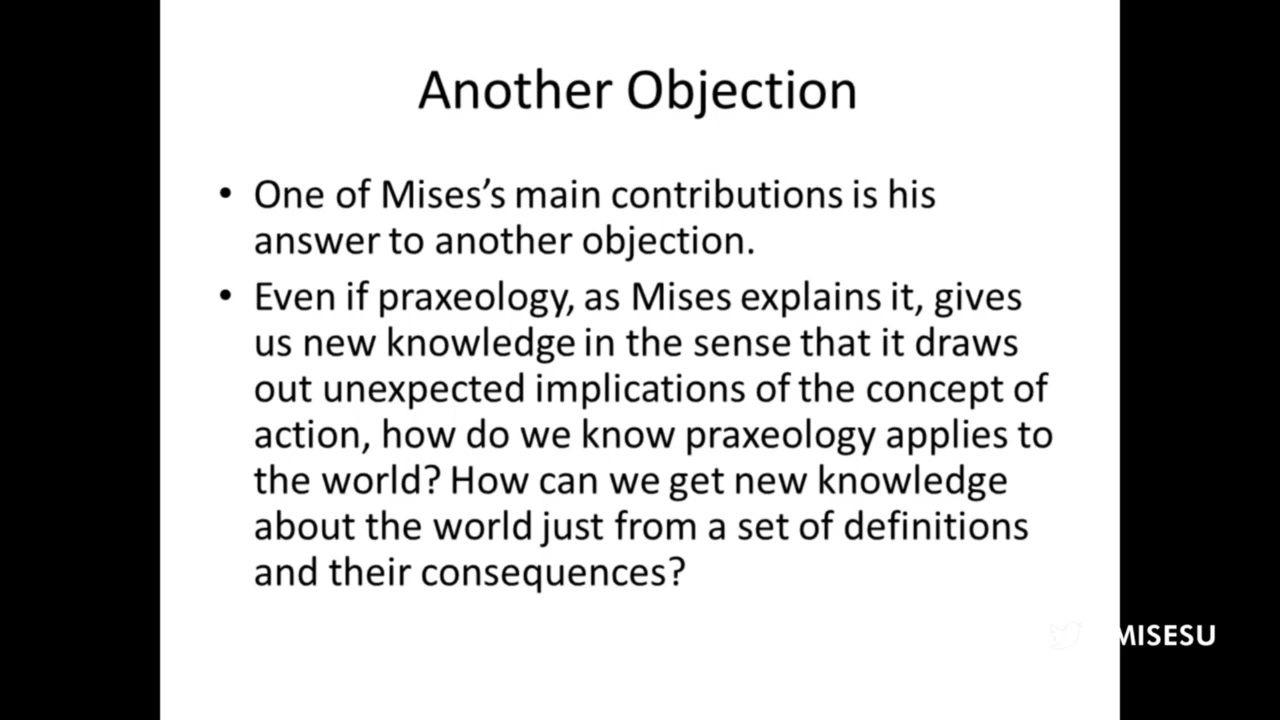 Another Objection
• One of Mises’s main contributions is his
answer to another objection.
• Even if praxeology, as Mises explains it, gives
us new knowledge in the sense that it draws
out unexpected implications of the concept of
action, how do we know praxeology applies to
the world? How can we get new knowledge
about the world just from a set of definitions
and their consequences?
MISESU